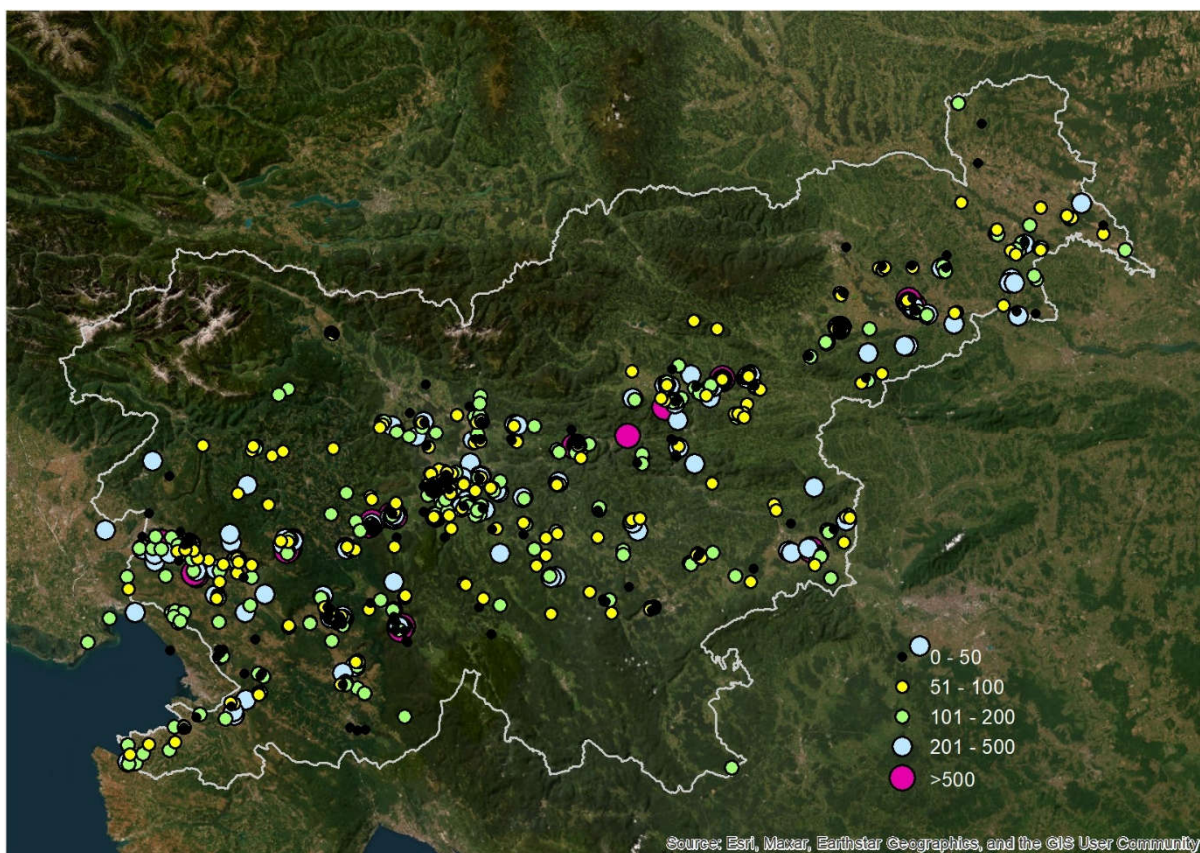 0 - 50
51 - 100
101 - 200
201 - 500
>500
Source: Esri, Maxar, Earthstar Geographics, and the GIS User Community